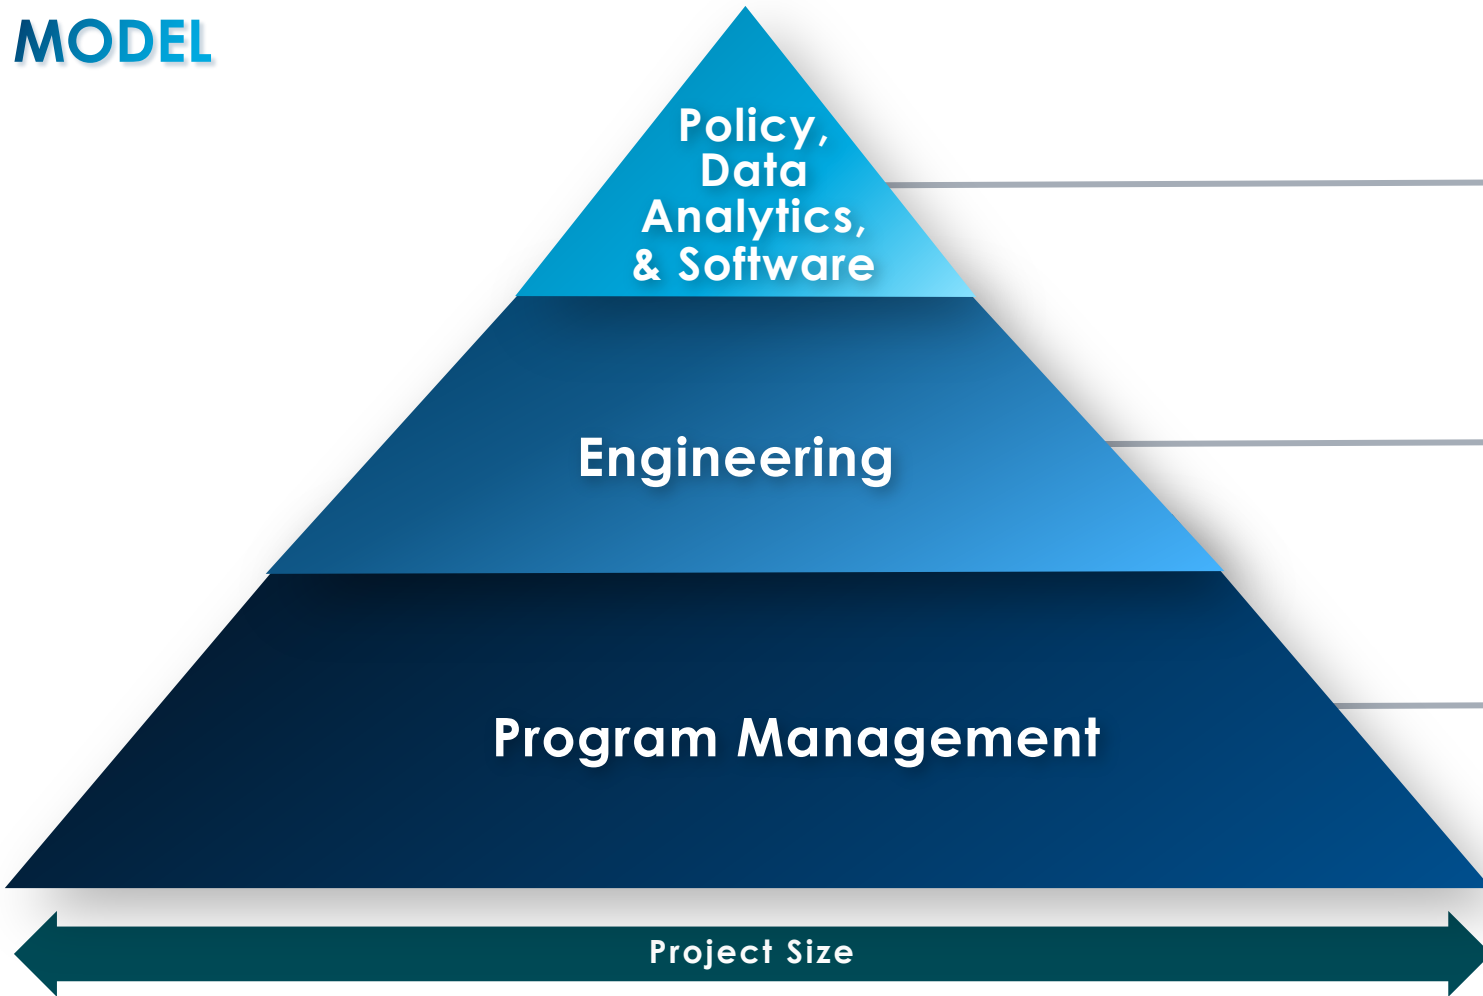 MODEL
Policy,
Data
Analytics,
& Software
Engineering
Program Management
Project Size